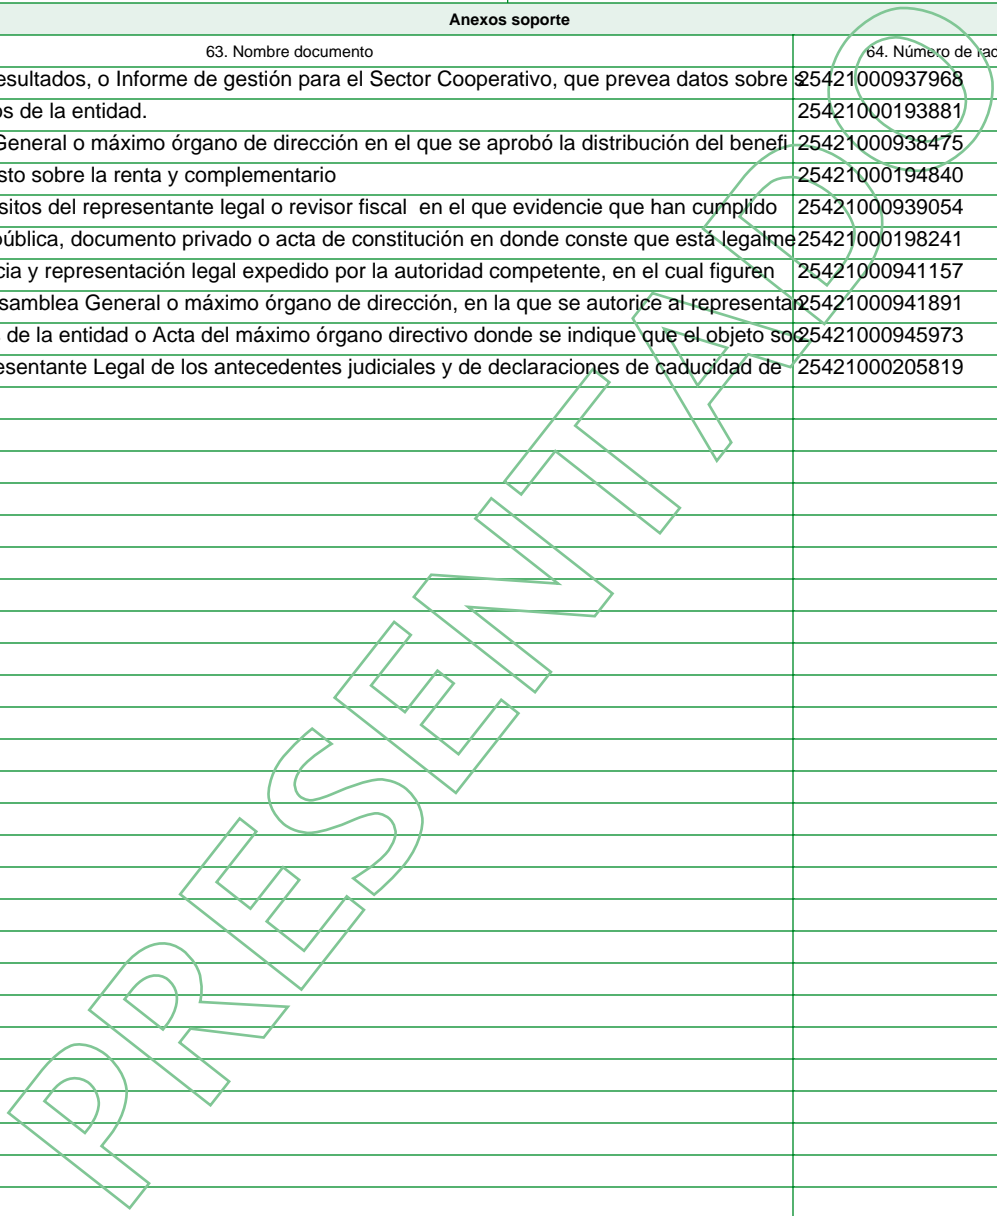 Anexos soporte
63. Nombre documento 64. Número de rad
esultados, o Informe de gestión para el Sector Cooperativo, que prevea datos sobre s 25421000937968
os de la entidad. 25421000193881
General o máximo órgano de dirección en el que se aprobó la distribución del benefi 25421000938475
sto sobre la renta y complementario 25421000194840
sitos del representante legal o revisor fiscal en el que evidencie que han cumplido 25421000939054
pública, documento privado o acta de constitución en donde conste que está legalme 25421000198241
cia y representación legal expedido por la autoridad competente, en el cual figuren 25421000941157
samblea General o máximo órgano de dirección, en la que se autorice al representan 25421000941891
de la entidad o Acta del máximo órgano directivo donde se indique que el objeto soc 25421000945973
esentante Legal de los antecedentes judiciales y de declaraciones de caducidad de 25421000205819
PRESENTADO